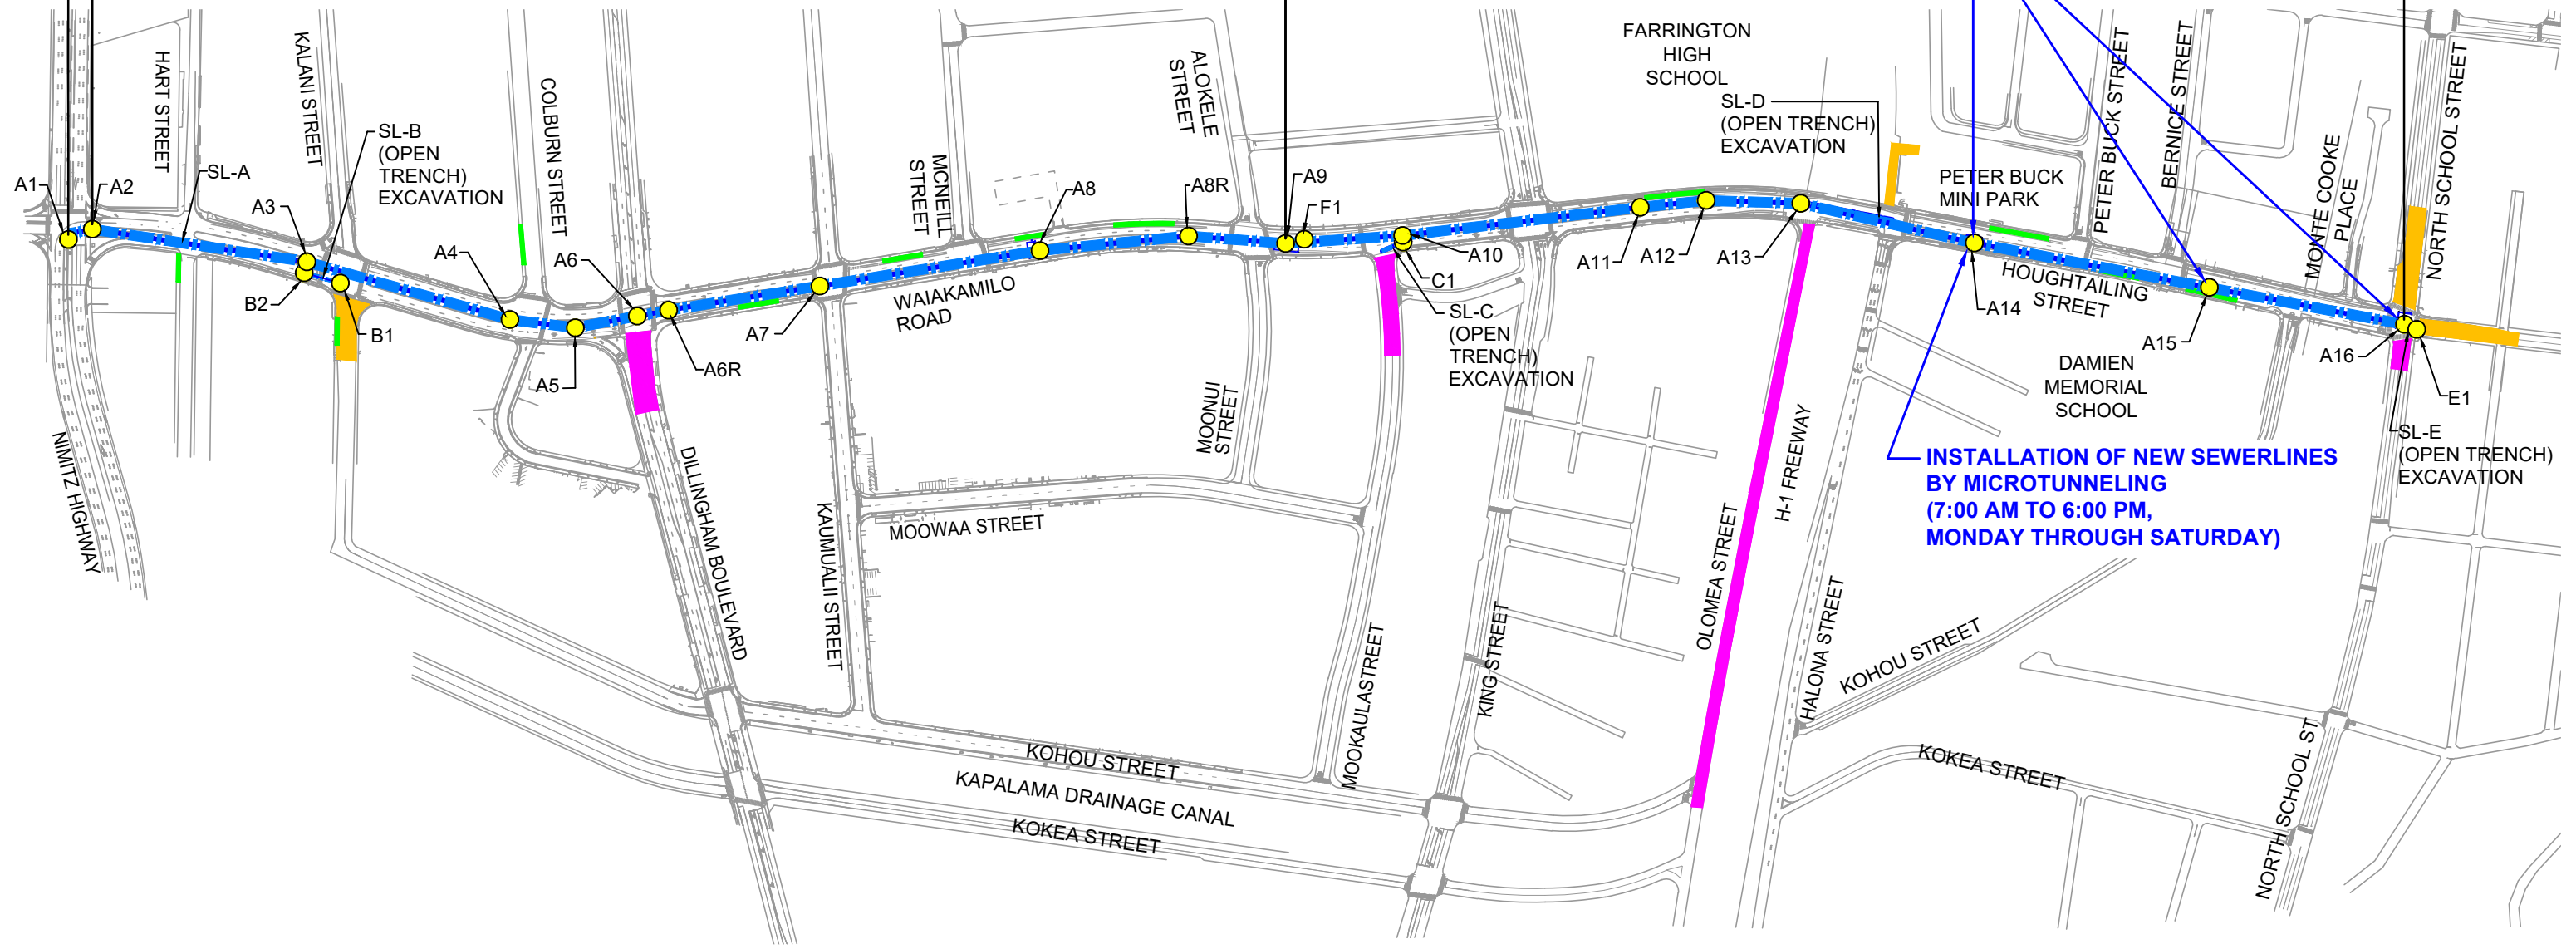 FARRINGTON
HIGH
SCHOOL
HART STREET
KALANI STREET
COLBURN STREET
MCNEILL
STREET
ALOKELE
STREET
PETER BUCK STREET
BERNICE STREET
MONTE COOKE
PLACE
NORTH SCHOOL STREET
SL-B
(OPEN
TRENCH)
EXCAVATION
SL-D
(OPEN TRENCH)
EXCAVATION
PETER BUCK
MINI PARK
A1
A2
SL-A
A3
B2
B1
A4
A5
A6
A6R
A7
A8
A8R
A9
F1
A10
C1
SL-C
(OPEN
TRENCH)
EXCAVATION
A11
A12
A13
A14
A15
A16
E1
SL-E
(OPEN TRENCH)
EXCAVATION
WAIAKAMILO
ROAD
HOUGHTAILING
STREET
DAMIEN
MEMORIAL
SCHOOL
INSTALLATION OF NEW SEWERLINES
BY MICROTUNNELING
(7:00 AM TO 6:00 PM,
MONDAY THROUGH SATURDAY)
NIMITZ HIGHWAY
DILLINGHAM BOULEVARD
KAUMUALII STREET
MOOWAA STREET
MOONUI
STREET
MOOKAULASTREET
KING STREET
OLOMEA STREET
H-1 FREEWAY
HALONA STREET
KOHOU STREET
KOHOU STREET
KAPALAMA DRAINAGE CANAL
KOKEA STREET
KOKEA STREET
NORTH SCHOOL ST